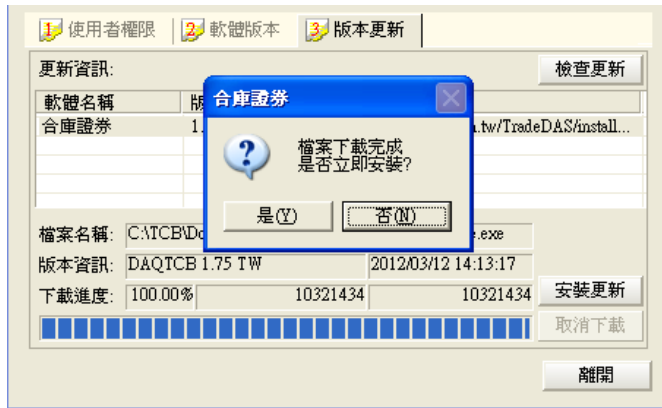 1 使用者權限 2 軟體版本 3 版本更新
更新資訊: 檢查更新
軟體名稱
合庫證券 1. .tw/TradeDAS/install...
合庫證券
檔案下載完成
是否立即安裝?
是(Y) 否(N)
檔案名稱: C:\TCB\Do .exe
版本資訊: DAQTCB 1.75 TW 2012/03/12 14:13:17
下載進度: 100.00% 10321434 10321434 安裝更新
取消下載
離開